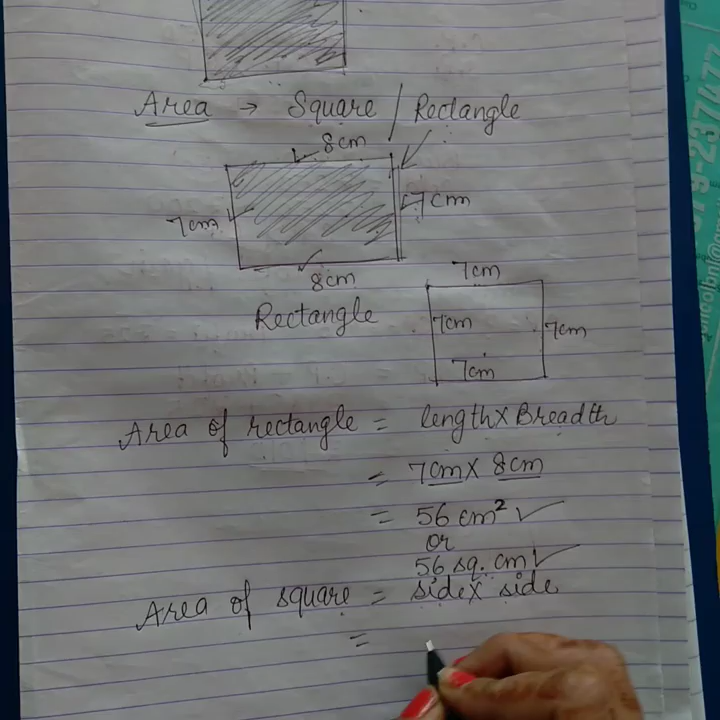 Area → Square / Rectangle
8cm
7cm
7cm
8cm
Rectangle
7cm
7cm
7cm
7cm
Area of rectangle = length x Breadth
= 7cm x 8cm
= 56 cm²
or
56 sq. cm
Area of square = side x side
=